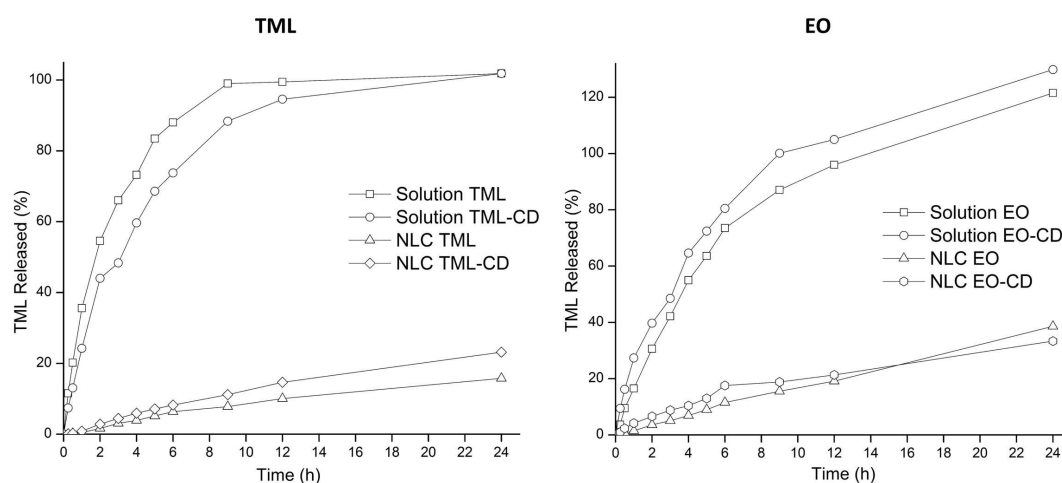 TML
TML Released (%)
100
80
60
40
20
0
Solution TML
Solution TML-CD
NLC TML
NLC TML-CD
0 2 4 6 8 10 12 14 16 18 20 22 24
Time (h)
EO
TML Released (%)
120
100
80
60
40
20
0
Solution EO
Solution EO-CD
NLC EO
NLC EO-CD
0 2 4 6 8 10 12 14 16 18 20 22 24
Time (h)